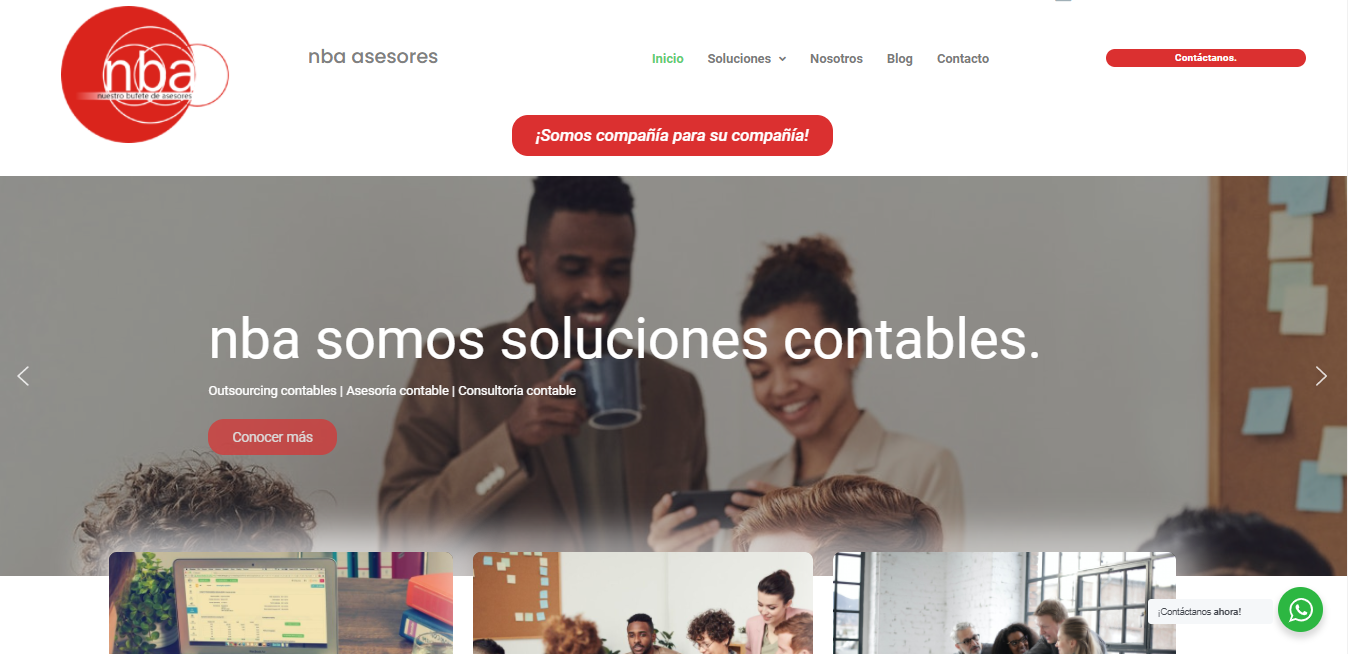 nba
nuestro bufete de asesores
nba asesores
Inicio
Soluciones
Nosotros
Blog
Contacto
Contáctanos.
¡Somos compañía para su compañía!
nba somos soluciones contables.
Outsourcing contables | Asesoría contable | Consultoría contable
Conocer más
¡Contáctanos ahora!